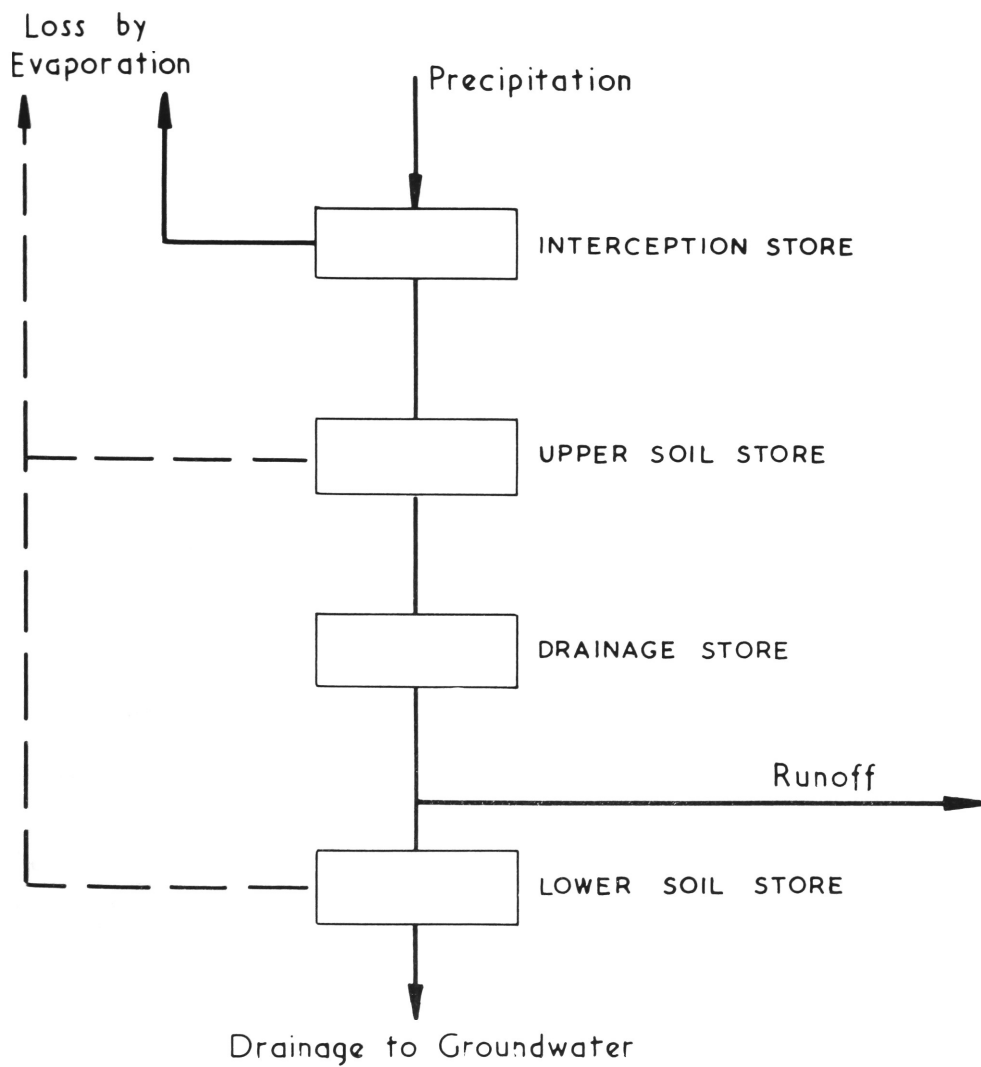 Loss by
Evaporation
Precipitation
INTERCEPTION STORE
UPPER SOIL STORE
DRAINAGE STORE
Runoff
LOWER SOIL STORE
Drainage to Groundwater